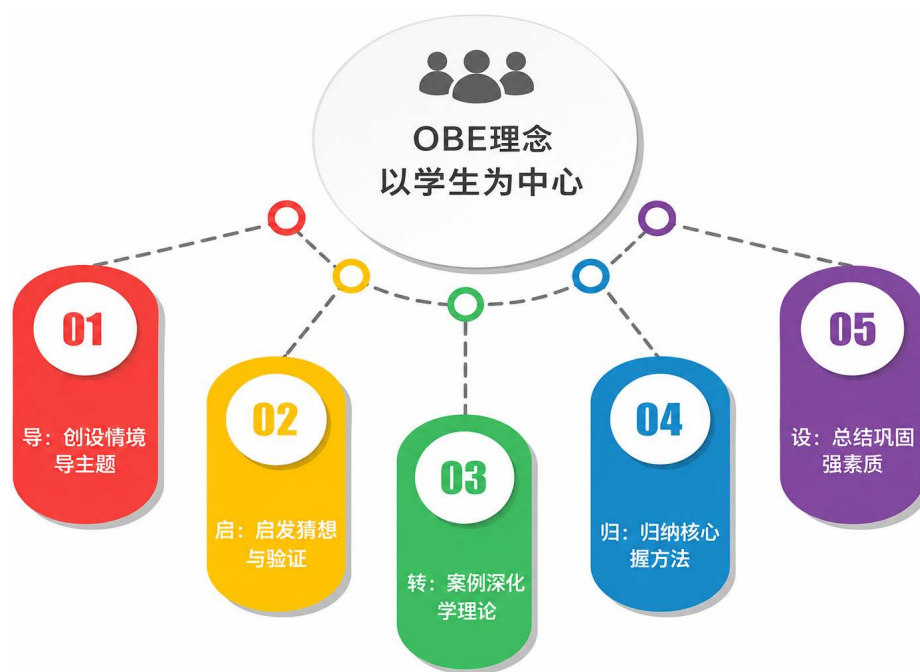 OBE理念
以学生为中心
01
导：创设情境
导主题
02
启：启发猜想
与验证
03
转：案例深化
学理论
04
归：归纳核心
握方法
05
设：总结巩固
强素质